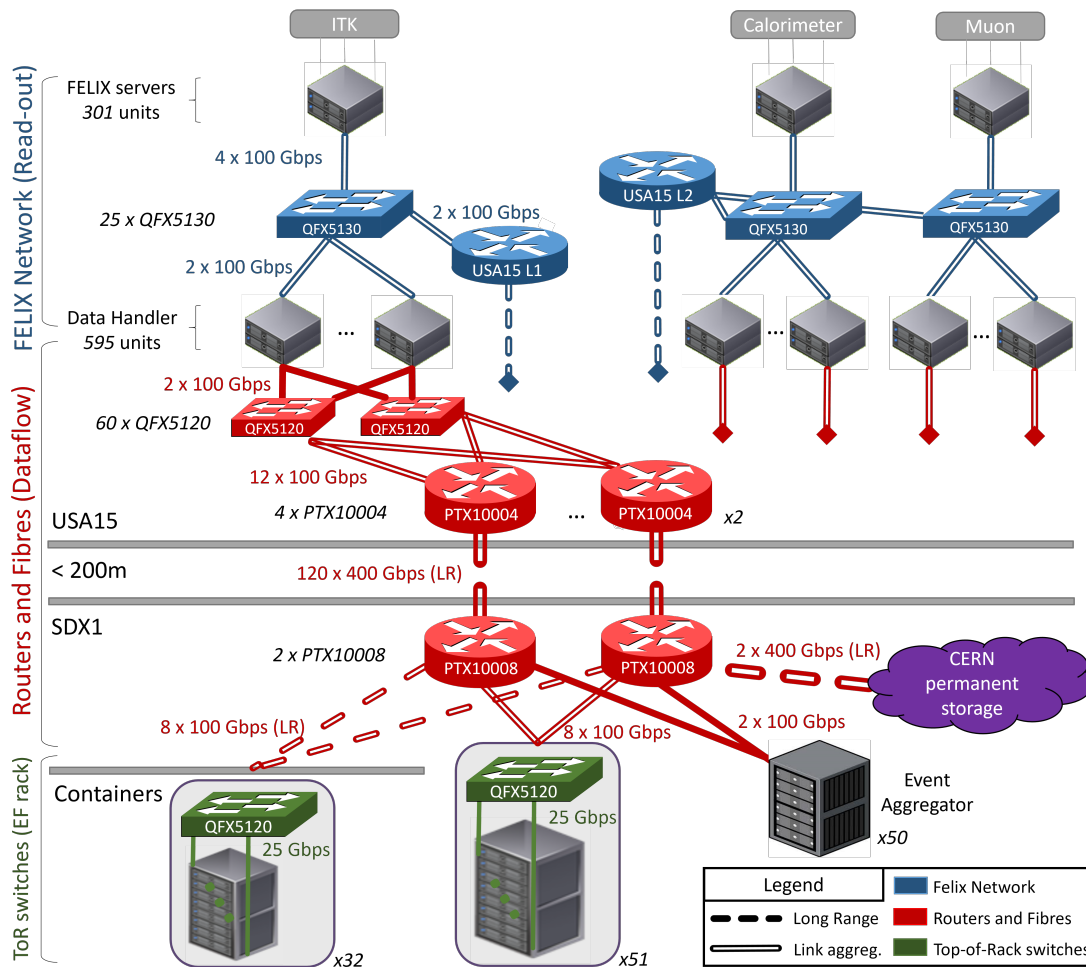 ITK
Calorimeter
Muon
FELIX Network (Read-out)
FELIX servers
301 units
4 x 100 Gbps
25 x QFX5130
QFX5130
2 x 100 Gbps
USA15 L1
USA15 L2
QFX5130
QFX5130
2 x 100 Gbps
Data Handler
595 units
...
...
...
Routers and Fibres (Dataflow)
2 x 100 Gbps
60 x QFX5120
QFX5120
QFX5120
12 x 100 Gbps
4 x PTX10004
PTX10004
...
PTX10004
x2
USA15
< 200m
120 x 400 Gbps (LR)
SDX1
2 x PTX10008
PTX10008
PTX10008
2 x 400 Gbps (LR)
CERN
permanent
storage
8 x 100 Gbps (LR)
8 x 100 Gbps
2 x 100 Gbps
ToR switches (EF rack)
Containers
QFX5120
25 Gbps
x32
QFX5120
25 Gbps
x51
Event
Aggregator
x50
Legend
Long Range
Link aggreg.
Felix Network
Routers and Fibres
Top-of-Rack switches